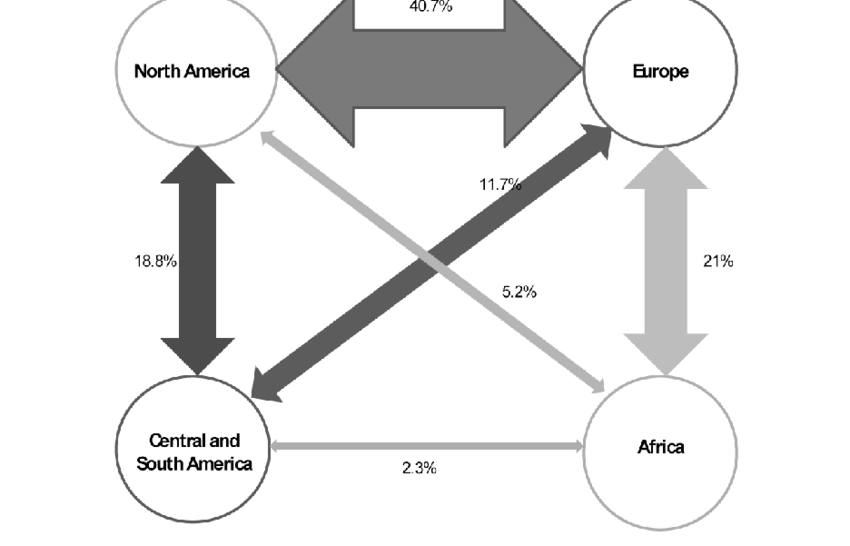 40.7%
North America
Europe
11.7%
18.8%
21%
5.2%
Central and
South America
Africa
2.3%